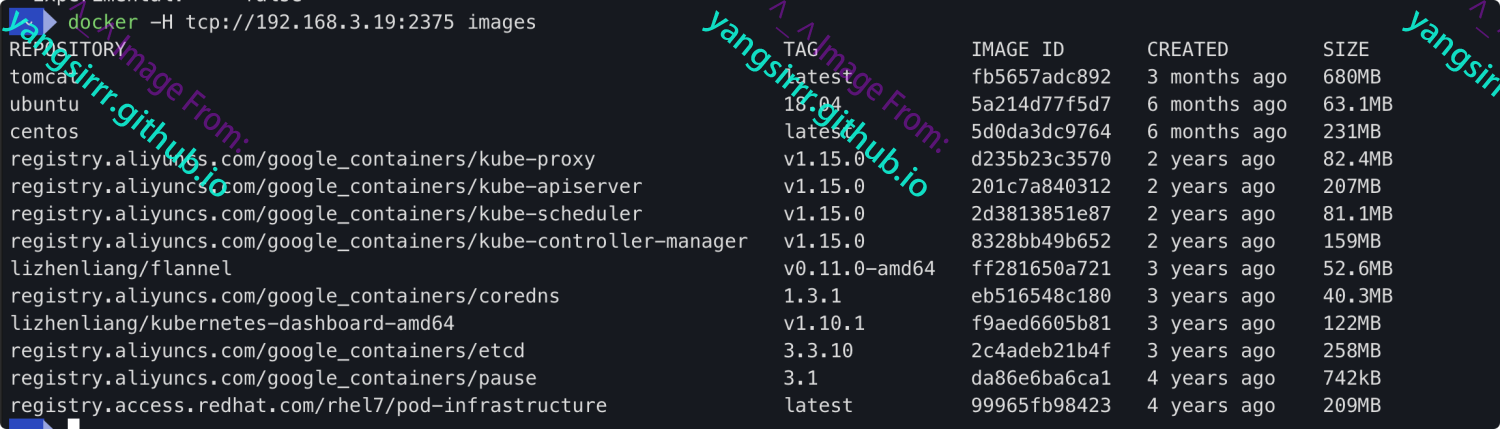 ~ docker -H tcp://192.168.3.19:2375 images
REPOSITORY TAG IMAGE ID CREATED SIZE
tomcat latest fb5657adc892 3 months ago 680MB
ubuntu 18.04 5a214d77f5d7 6 months ago 63.1MB
centos latest 5d0da3dc9764 6 months ago 231MB
registry.aliyuncs.com/google_containers/kube-proxy v1.15.0 d235b23c3570 2 years ago 82.4MB
registry.aliyuncs.com/google_containers/kube-apiserver v1.15.0 201c7a840312 2 years ago 207MB
registry.aliyuncs.com/google_containers/kube-scheduler v1.15.0 2d3813851e87 2 years ago 81.1MB
registry.aliyuncs.com/google_containers/kube-controller-manager v1.15.0 8328bb49b652 2 years ago 159MB
lizhenliang/flannel v0.11.0-amd64 ff281650a721 3 years ago 52.6MB
registry.aliyuncs.com/google_containers/coredns 1.3.1 eb516548c180 3 years ago 40.3MB
lizhenliang/kubernetes-dashboard-amd64 v1.10.1 f9aed6605b81 3 years ago 122MB
registry.aliyuncs.com/google_containers/etcd 3.3.10 2c4adeb21b4f 3 years ago 258MB
registry.aliyuncs.com/google_containers/pause 3.1 da86e6ba6ca1 4 years ago 742kB
registry.access.redhat.com/rhel7/pod-infrastructure latest 99965fb98423 4 years ago 209MB
^_^Image From:
yangsirrr.github.io
^_^Image From:
yangsirrr.github.io
yangsirrr